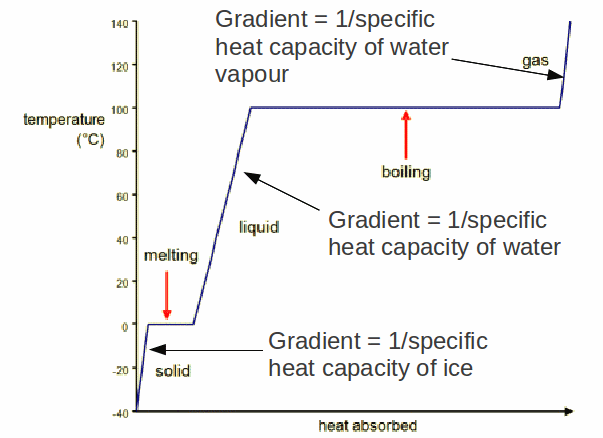 140
Gradient = 1/specific
heat capacity of water
vapour
gas
120
temperature
(°C)
100
80
boiling
60
Gradient = 1/specific
heat capacity of water
liquid
40
melting
20
0
Gradient = 1/specific
heat capacity of ice
solid
-20
-40
heat absorbed